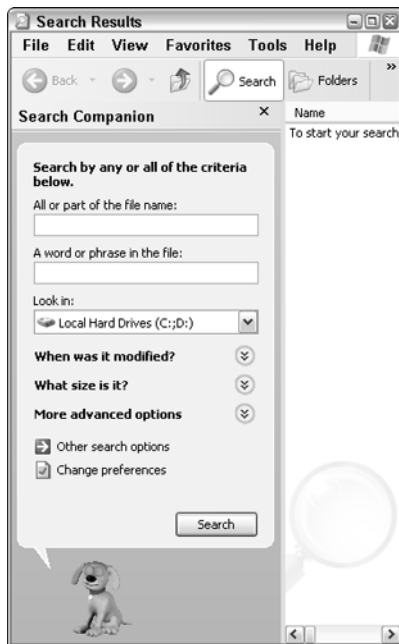 Search Results
File Edit View Favorites Tools Help
Back Search Folders »
Search Companion × Name
To start your search
Search by any or all of the criteria
below.
All or part of the file name:
A word or phrase in the file:
Look in:
Local Hard Drives (C:;D:)
When was it modified?
What size is it?
More advanced options
Other search options
Change preferences
Search